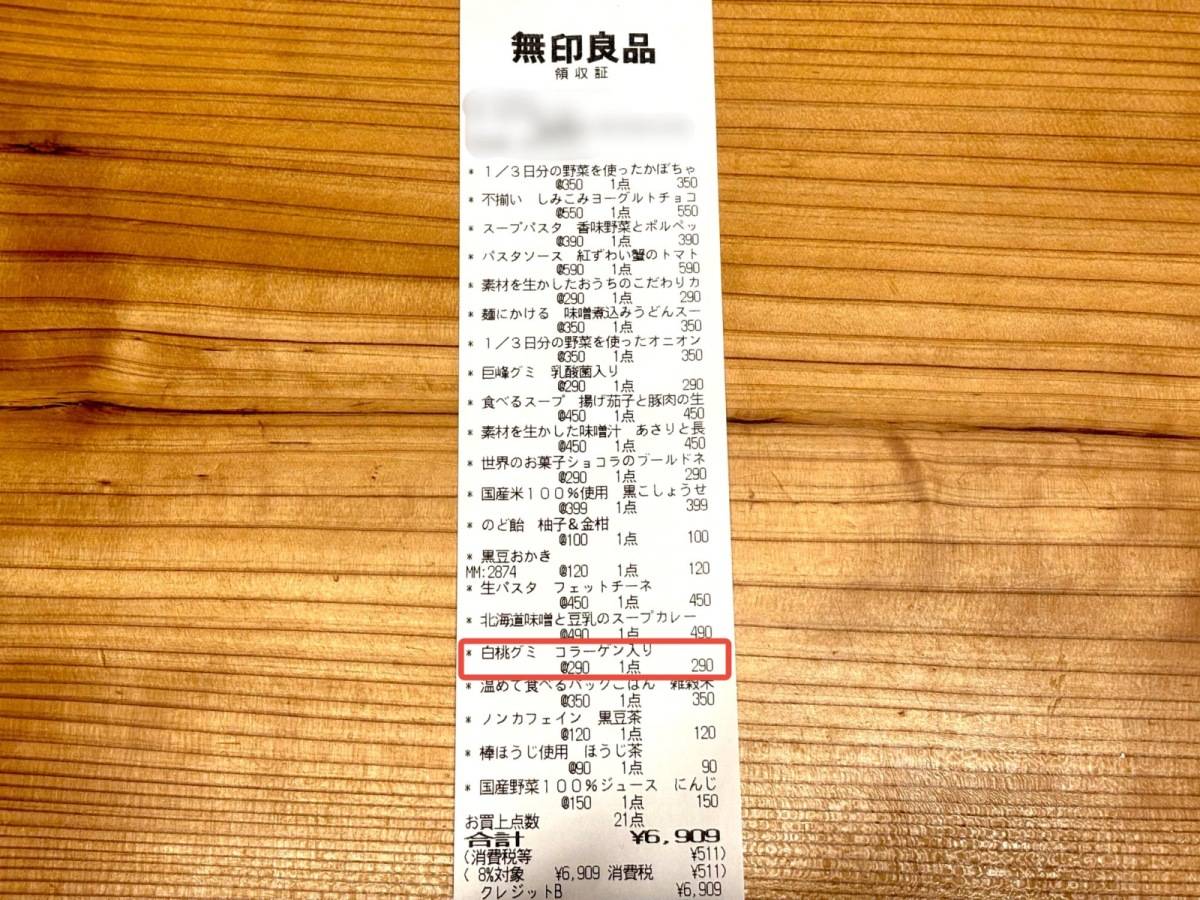 無印良品
領収証
* 1/3日分の野菜を使ったかぼちゃ
@350 1点 350
* 不揃い しみこみヨーグルトチョコ
@550 1点 550
* スープパスタ 香味野菜とポルペッ
@390 1点 390
* パスタソース 紅ずわい蟹のトマト
@590 1点 590
* 素材を生かしたおうちのこだわりカ
@290 1点 290
* 麺にかける 味噌煮込みうどんスー
@350 1点 350
* 1/3日分の野菜を使ったオニオン
@350 1点 350
* 巨峰グミ 乳酸菌入り
@290 1点 290
* 食べるスープ 揚げ茄子と豚肉の生
@450 1点 450
* 素材を生かした味噌汁 あさりと長
@450 1点 450
* 世界のお菓子ショコラのブールドネ
@290 1点 290
* 国産米100%使用 黒こしょうせ
@399 1点 399
* のど飴 柚子&金柑
@100 1点 100
* 黒豆おかき
MM:2874 @120 1点 120
* 生パスタ フェットチーネ
@450 1点 450
* 北海道味噌と豆乳のスープカレー
@490 1点 490
* 白桃グミ コラーゲン入り
@290 1点 290
* 温めて食べるパックごはん 雑穀米
@350 1点 350
* ノンカフェイン 黒豆茶
@120 1点 120
* 棒ほうじ使用 ほうじ茶
@90 1点 90
* 国産野菜100%ジュース にんじ
@150 1点 150
お買上点数 21点
合計 ¥6,909
(消費税等 ¥511)
( 8%対象 ¥6,909 消費税 ¥511)
クレジットB ¥6,909